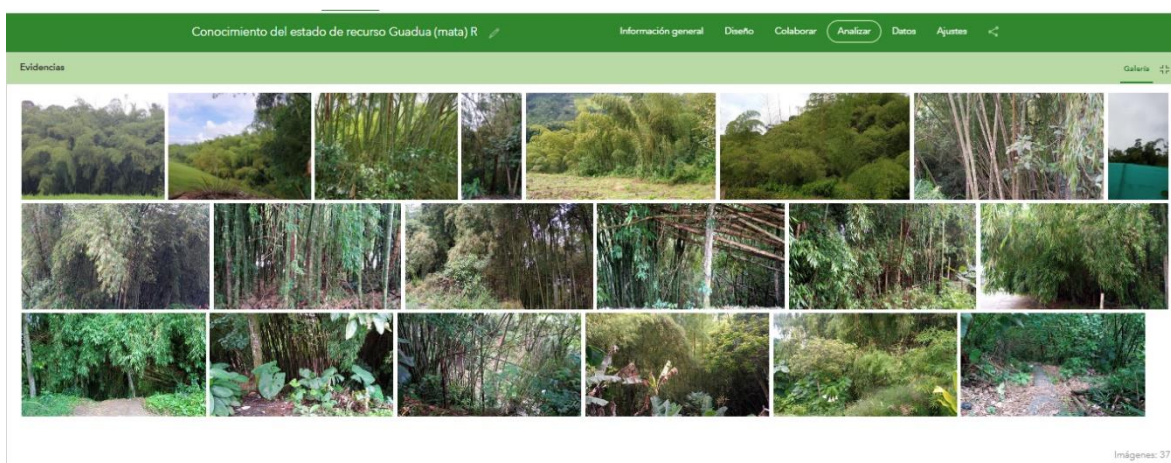 Conocimiento del estado de recurso Guadua (mata) R
Información general Diseño Colaborar Analizar Datos Ajustes
Evidencias
Galería
Imágenes: 37